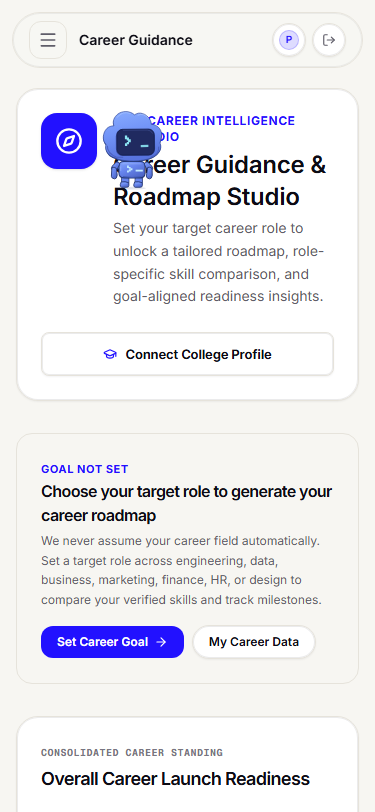 Career Guidance
P
CAREER INTELLIGENCE
Career Guidance &
Roadmap Studio
Set your target career role to
unlock a tailored roadmap, role-
specific skill comparison, and
goal-aligned readiness insights.
Connect College Profile
GOAL NOT SET
Choose your target role to generate your
career roadmap
We never assume your career field automatically.
Set a target role across engineering, data,
business, marketing, finance, HR, or design to
compare your verified skills and track milestones.
Set Career Goal →
My Career Data
CONSOLIDATED CAREER STANDING
Overall Career Launch Readiness